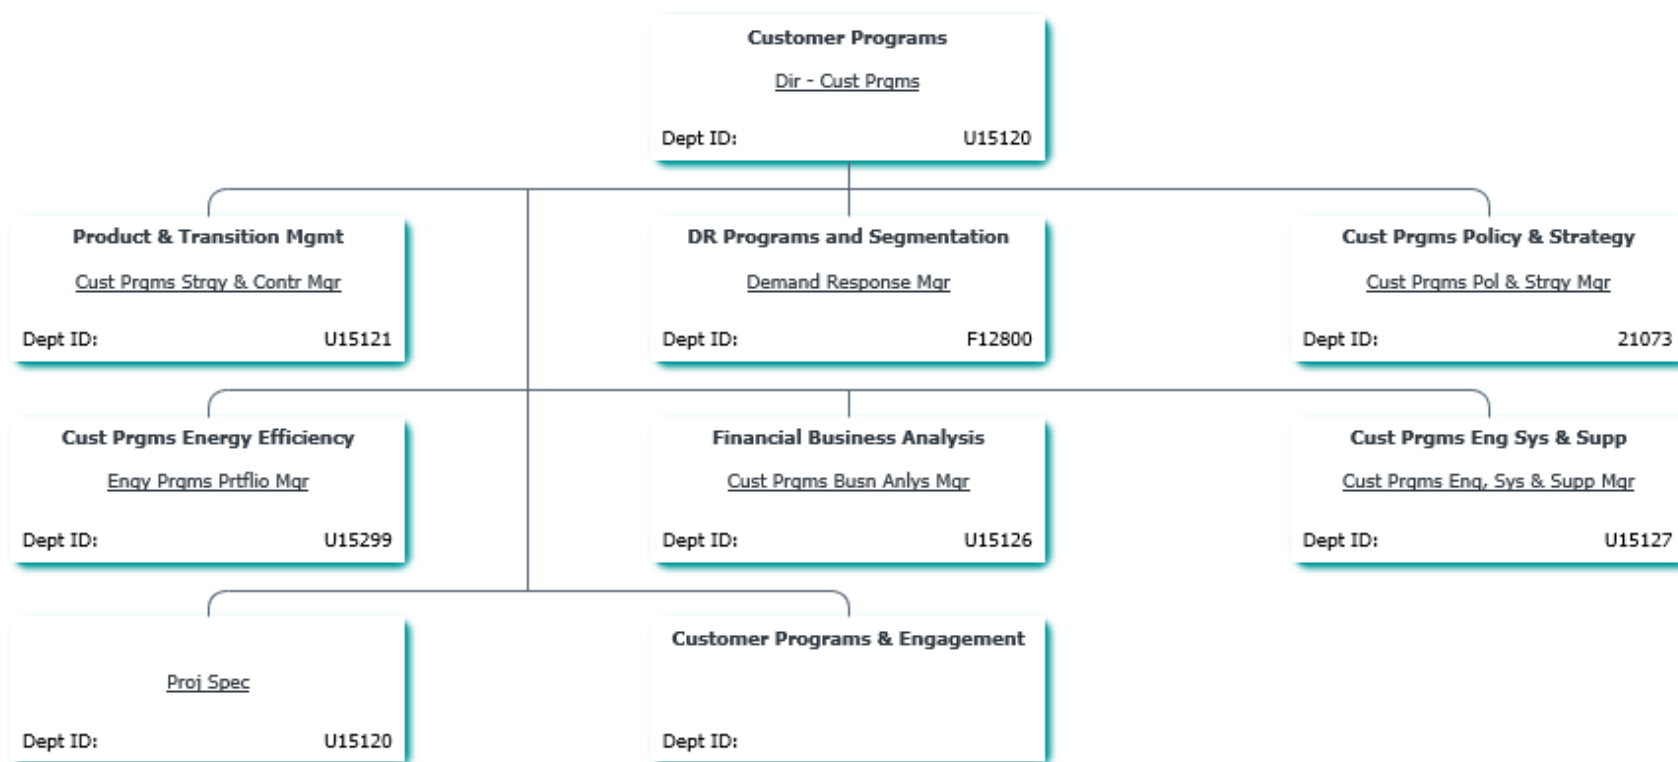 Customer Programs
Dir - Cust Prgms
Dept ID: U15120
Product & Transition Mgmt
Cust Prgms Strgy & Contr Mgr
Dept ID: U15121
DR Programs and Segmentation
Demand Response Mgr
Dept ID: F12800
Cust Prgms Policy & Strategy
Cust Prgms Pol & Strgy Mgr
Dept ID: 21073
Cust Prgms Energy Efficiency
Engy Prgms Prtflio Mgr
Dept ID: U15299
Financial Business Analysis
Cust Prgms Busn Anlys Mgr
Dept ID: U15126
Cust Prgms Eng Sys & Supp
Cust Prgms Eng, Sys & Supp Mgr
Dept ID: U15127
Proj Spec
Dept ID: U15120
Customer Programs & Engagement
Dept ID: